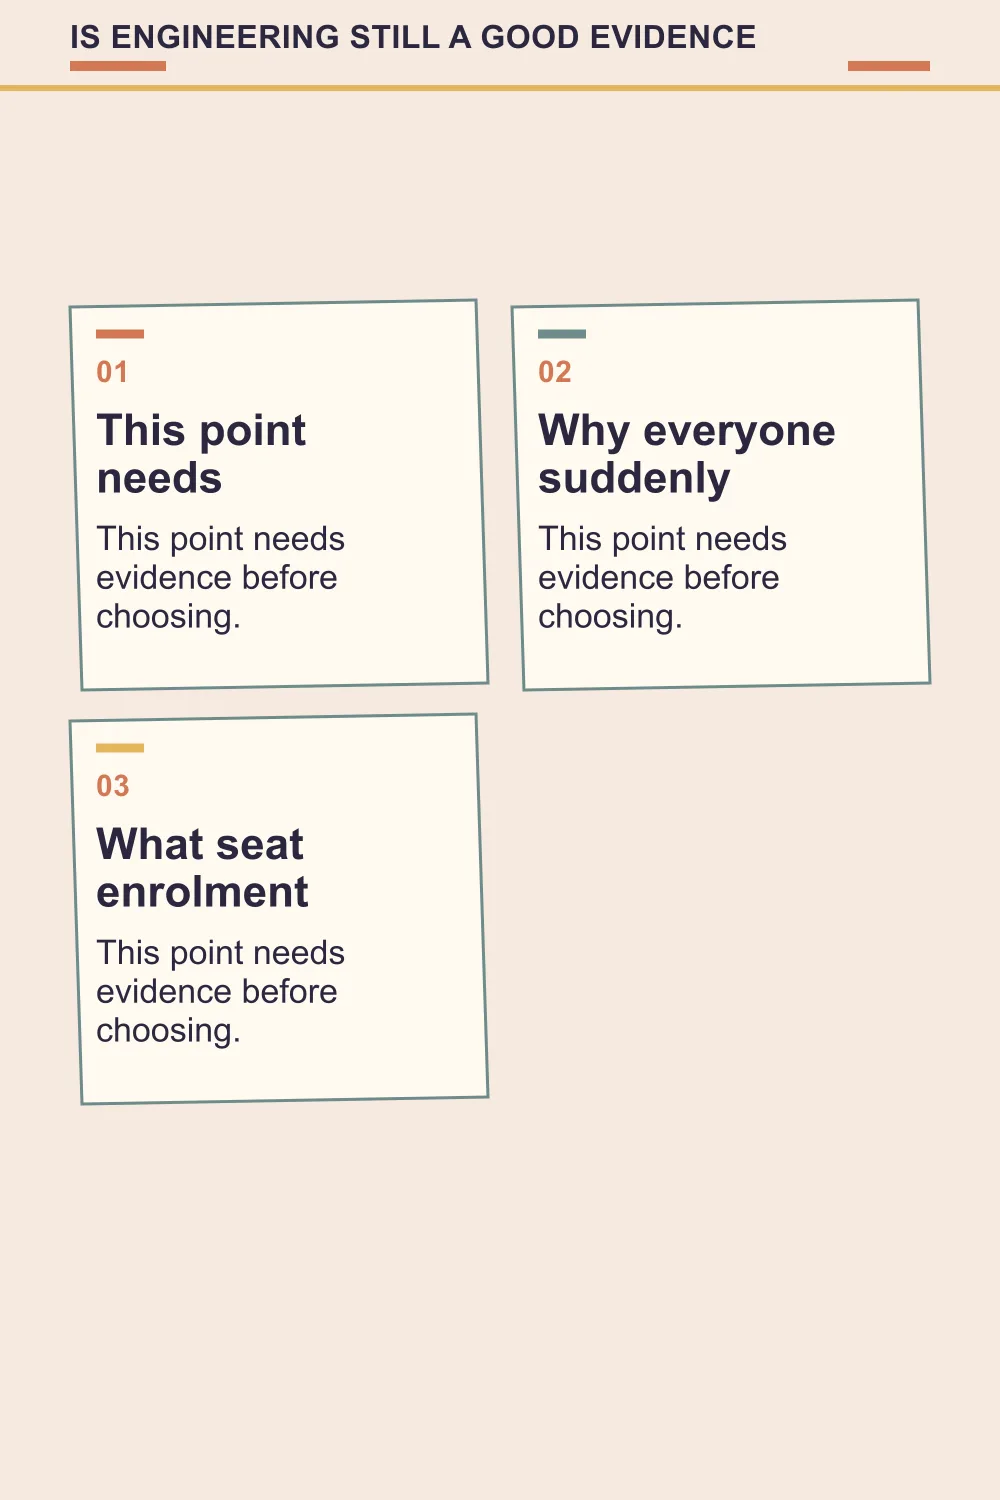 IS ENGINEERING STILL A GOOD EVIDENCE
01
This point
needs
This point needs
evidence before
choosing.
02
Why everyone
suddenly
This point needs
evidence before
choosing.
03
What seat
enrolment
This point needs
evidence before
choosing.